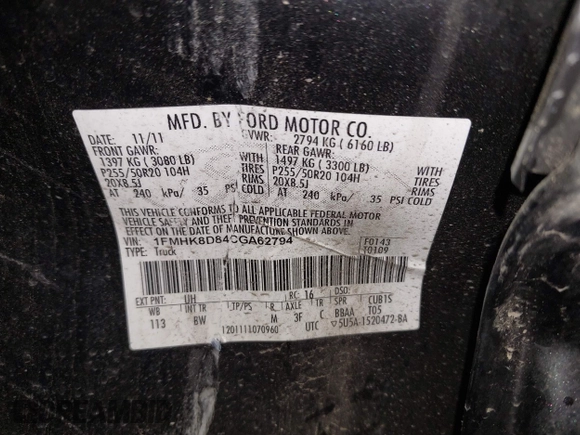 MFD. BY FORD MOTOR CO.
DATE: 11/11 GVWR: 2794 KG ( 6160 LB)
FRONT GAWR: REAR GAWR:
1397 KG ( 3080 LB) WITH 1497 KG ( 3300 LB) WITH
P255/50R20 104H TIRES P255/50R20 104H TIRES
20X8.5J RIMS 20X8.5J RIMS
AT 240 kPa/ 35 PSI COLD AT 240 kPa/ 35 PSI COLD
THIS VEHICLE CONFORMS TO ALL APPLICABLE FEDERAL MOTOR
VEHICLE SAFETY AND BUMPER STANDARDS IN
EFFECT ON THE DATE OF MANUFACTURE SHOWN ABOVE.
VIN: 1FMHK8D84CGA62794 F0143
TYPE: Truck T0109
EXT PNT: UH RC: 16 DSO:
WB INT TR TP/PS R AXLE TR SPR CUB1S
113 BW M 3F C BBAA T05
1201111070960 UTC ▽5U5A-1520472-BA